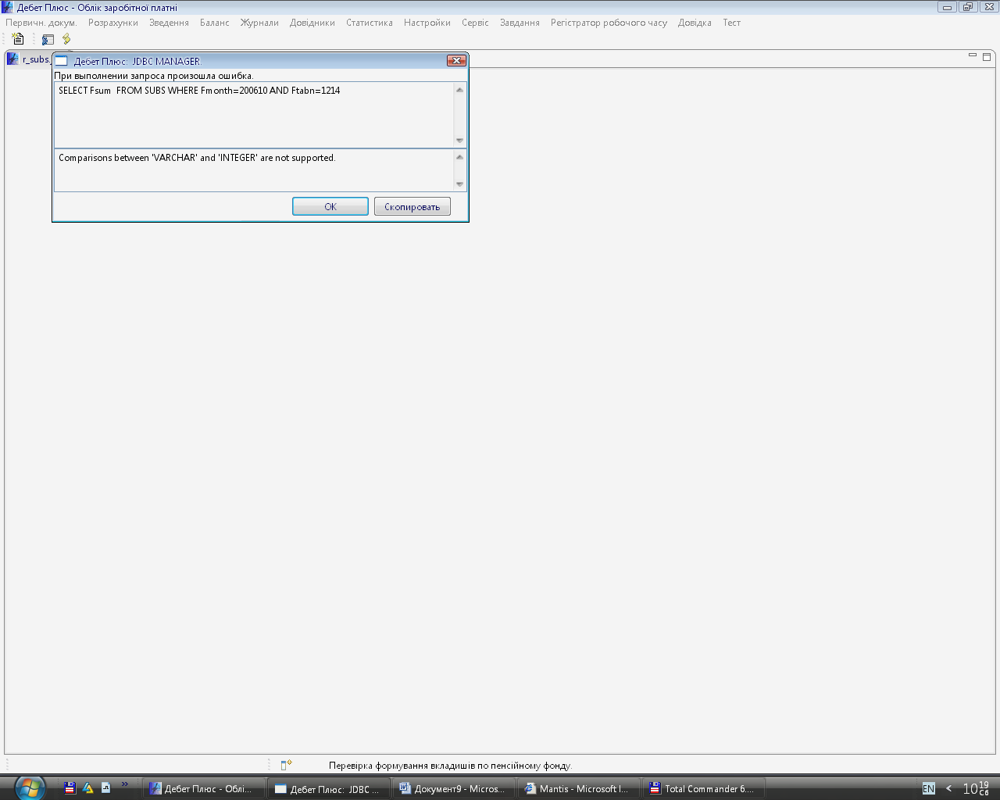 Дебет Плюс - Облік заробітної платні
Первичн. докум. Розрахунки Зведення Баланс Журнали Довідники Статистика Настройки Сервіс Завдання Регістратор робочого часу Довідка Тест
r_subs_
Дебет Плюс: JDBC MANAGER.
При выполнении запроса произошла ошибка.
SELECT Fsum FROM SUBS WHERE Fmonth=200610 AND Ftabn=1214
Comparisons between 'VARCHAR' and 'INTEGER' are not supported.
OK Скопировать
Перевірка формування вкладишів по пенсійному фонду.
Дебет Плюс - Облі... Дебет Плюс: JDBC ... Документ9 - Micros... Mantis - Microsoft I... Total Commander 6.... EN < 10 19 Сб